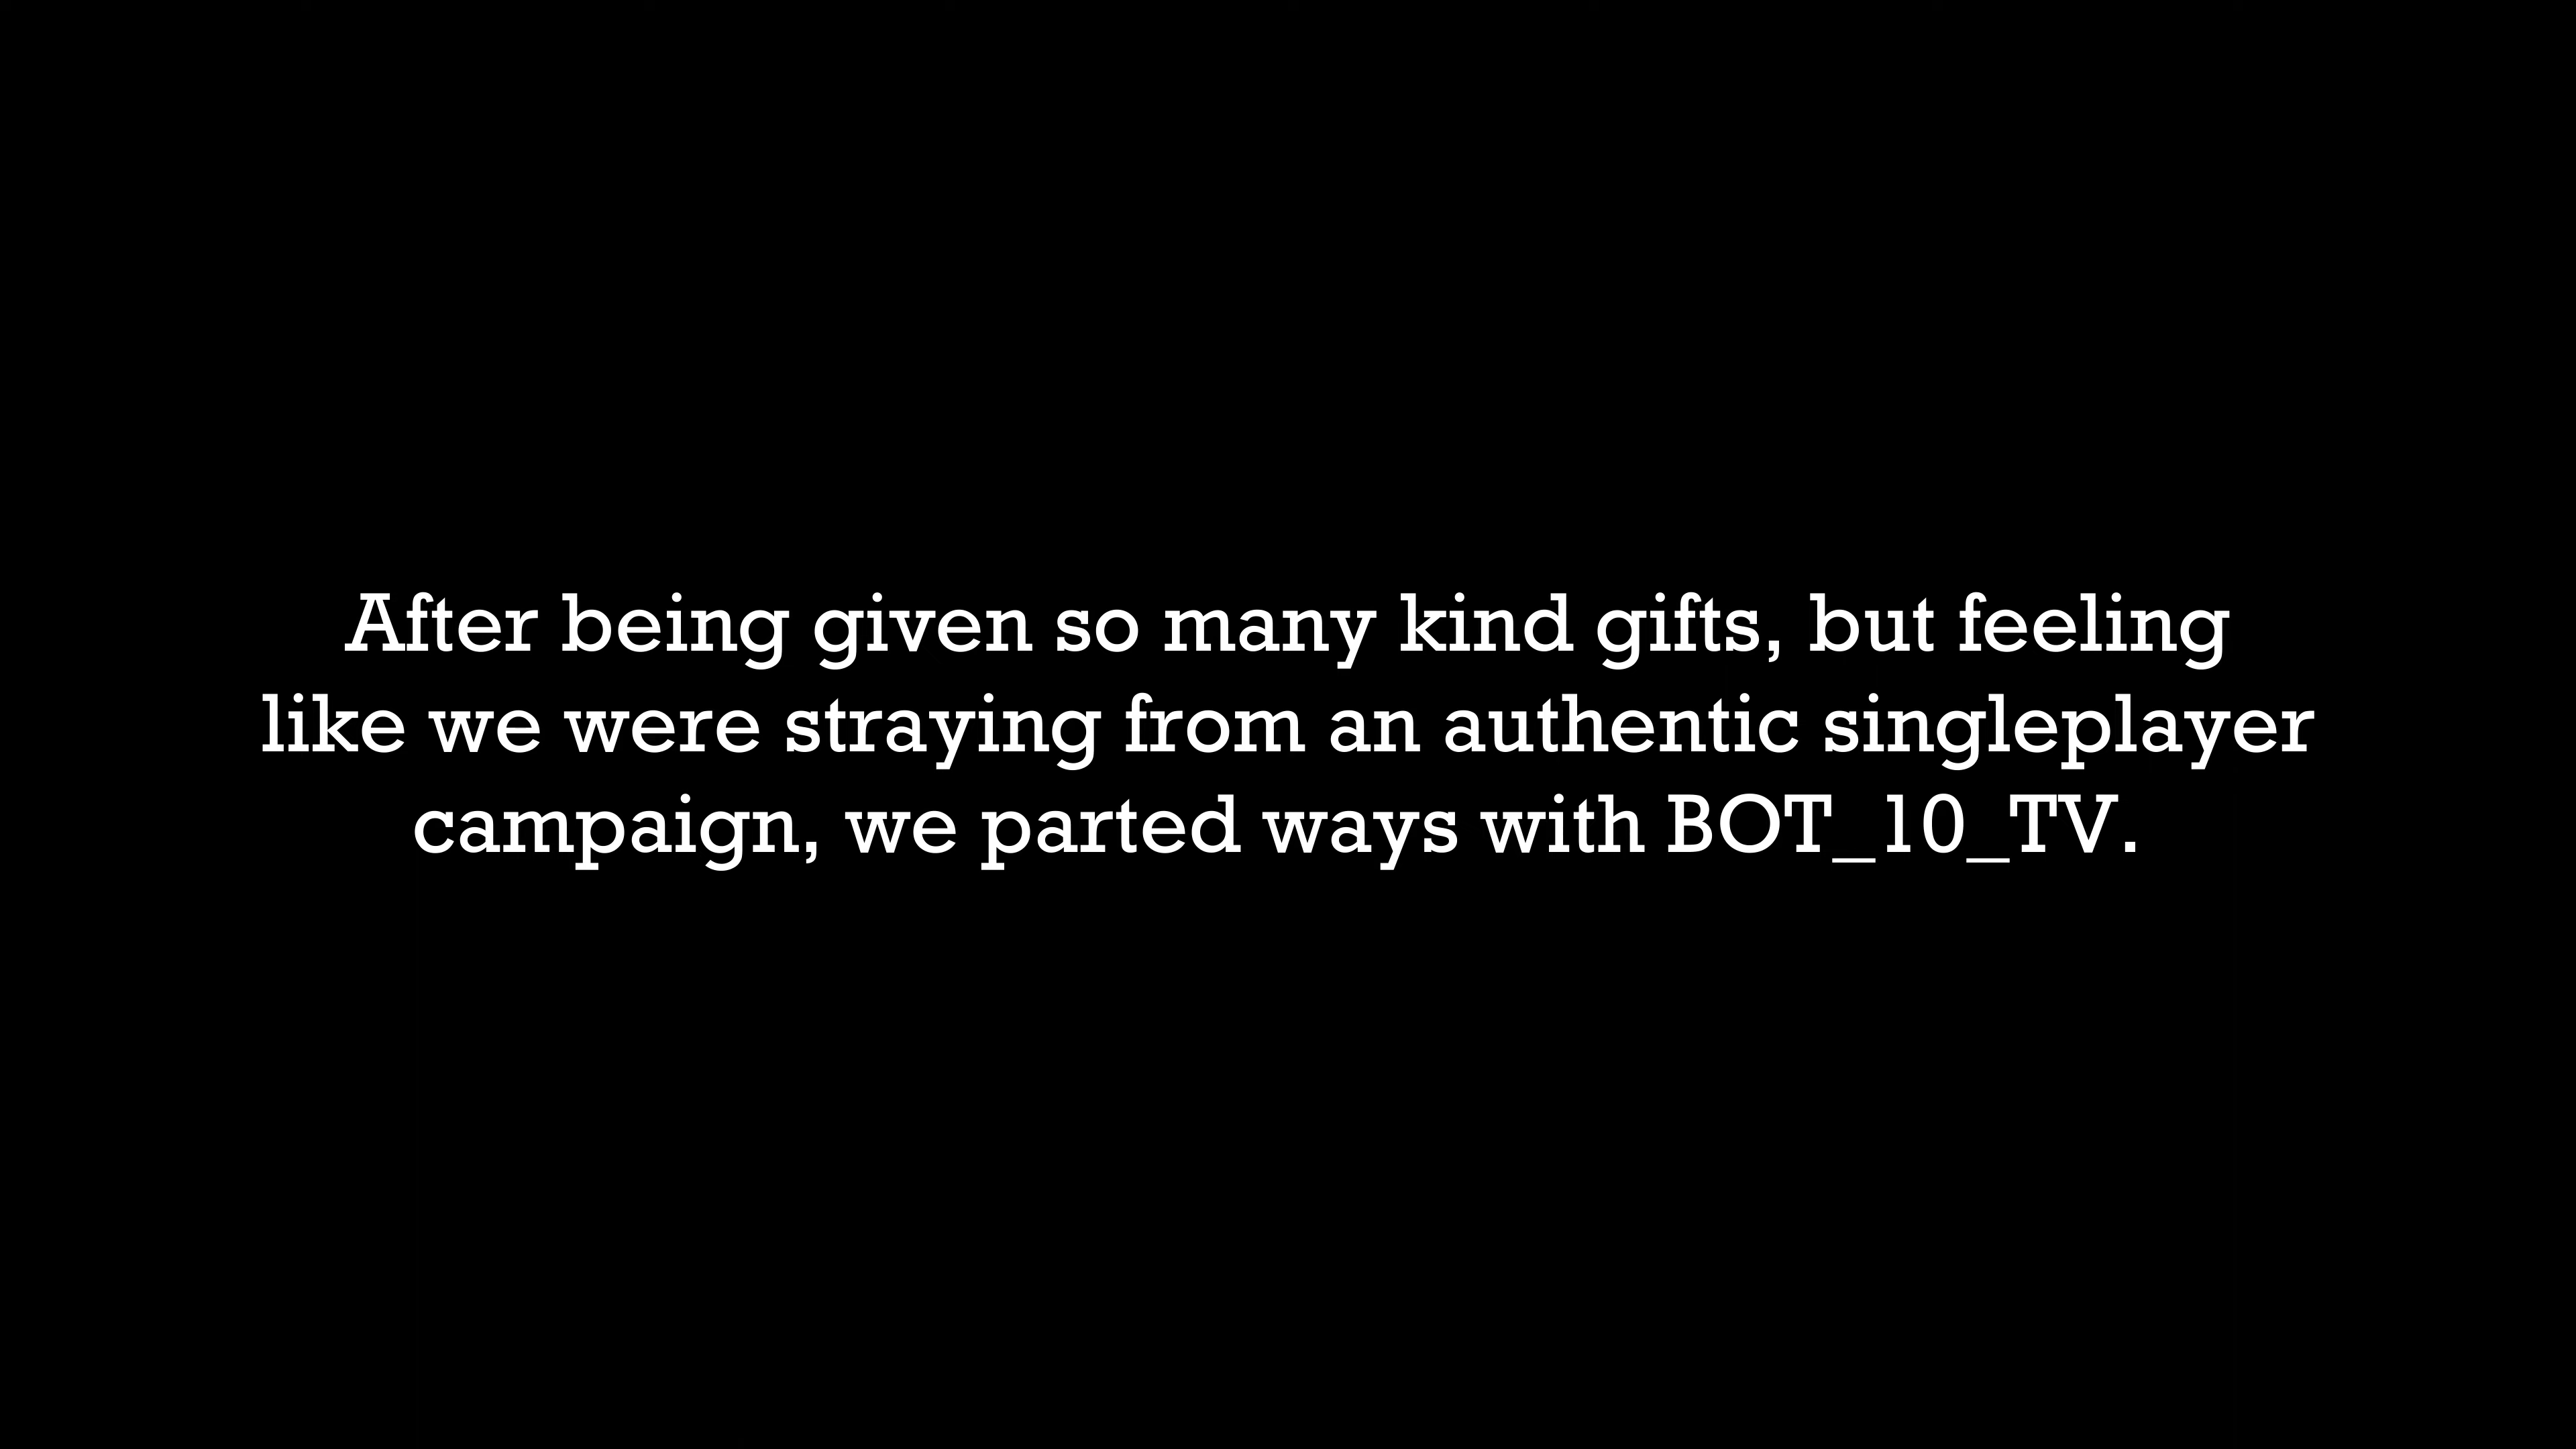 After being given so many kind gifts, but feeling
like we were straying from an authentic singleplayer
campaign, we parted ways with BOT_10_TV.